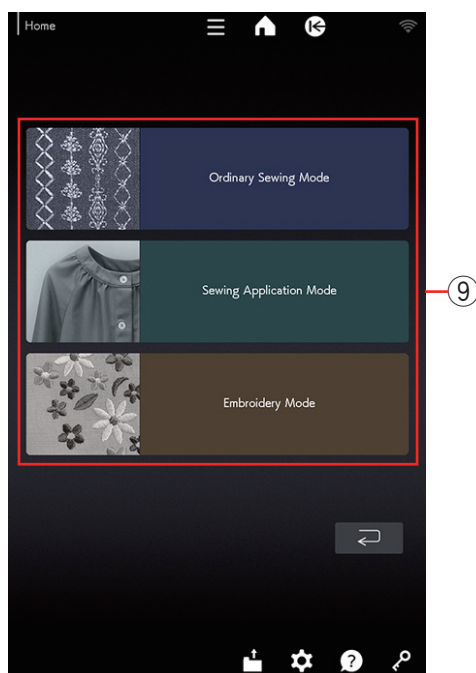 Home
Ordinary Sewing Mode
Sewing Application Mode
⑨
Embroidery Mode